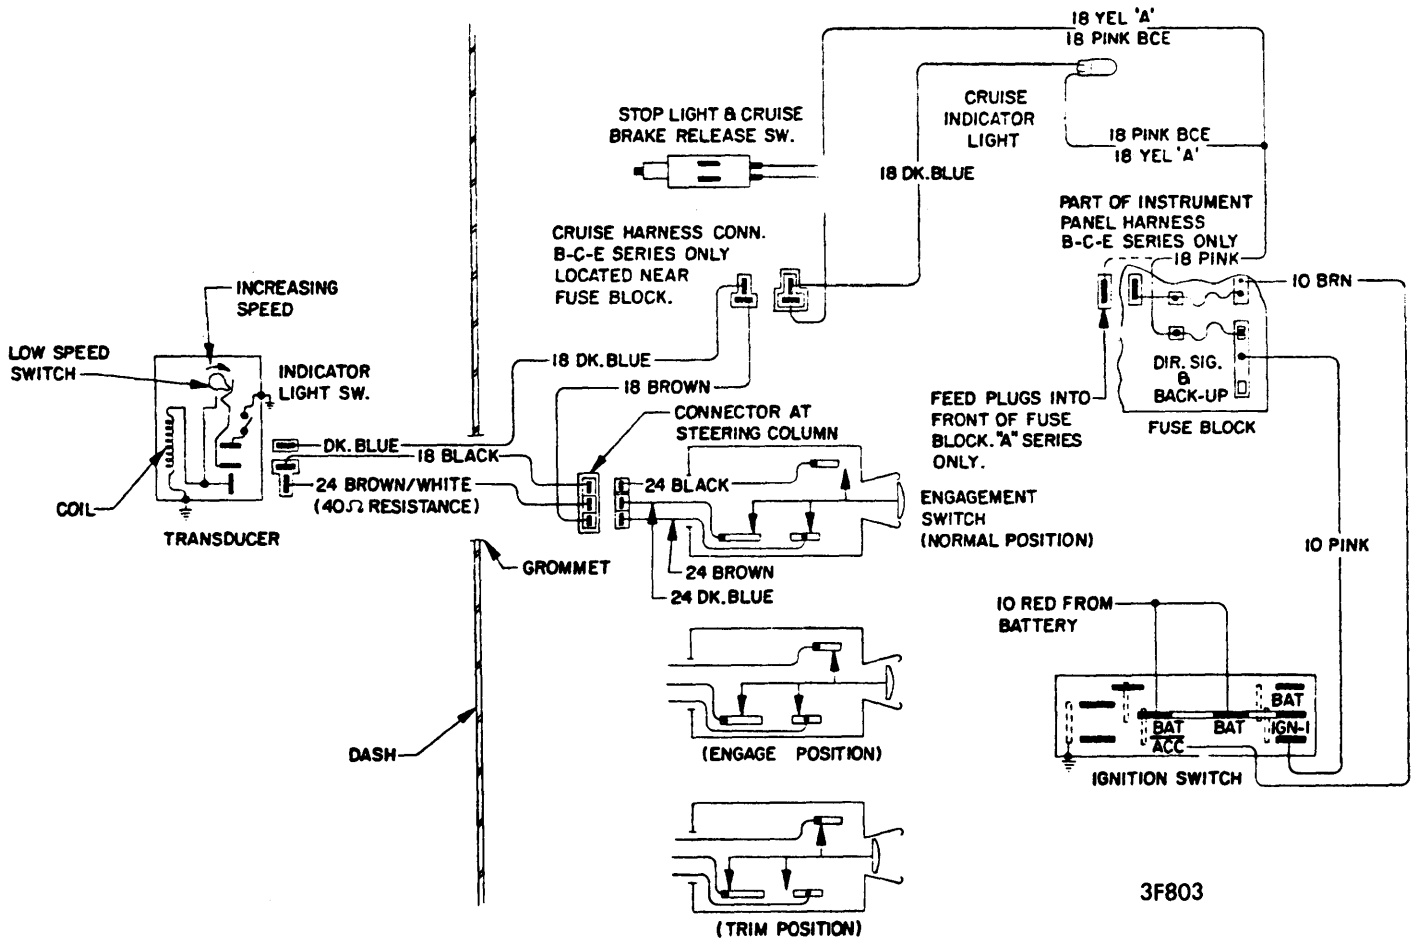 18 YEL 'A'
18 PINK BCE
STOP LIGHT & CRUISE
BRAKE RELEASE SW.
CRUISE
INDICATOR
LIGHT
18 PINK BCE
18 YEL 'A'
18 DK.BLUE
PART OF INSTRUMENT
PANEL HARNESS
B-C-E SERIES ONLY
18 PINK
CRUISE HARNESS CONN.
B-C-E SERIES ONLY
LOCATED NEAR
FUSE BLOCK.
10 BRN
INCREASING
SPEED
LOW SPEED
SWITCH
INDICATOR
LIGHT SW.
18 DK.BLUE
18 BROWN
DIR. SIG.
&
BACK-UP
FUSE BLOCK
FEED PLUGS INTO
FRONT OF FUSE
BLOCK."A" SERIES
ONLY.
CONNECTOR AT
STEERING COLUMN
DK.BLUE
18 BLACK
24 BROWN/WHITE
(40Ω RESISTANCE)
24 BLACK
COIL
TRANSDUCER
ENGAGEMENT
SWITCH
(NORMAL POSITION)
GROMMET
24 BROWN
24 DK.BLUE
10 PINK
10 RED FROM
BATTERY
BAT
BAT
ACC
BAT
IGN-1
IGNITION SWITCH
DASH
(ENGAGE POSITION)
(TRIM POSITION)
3F803